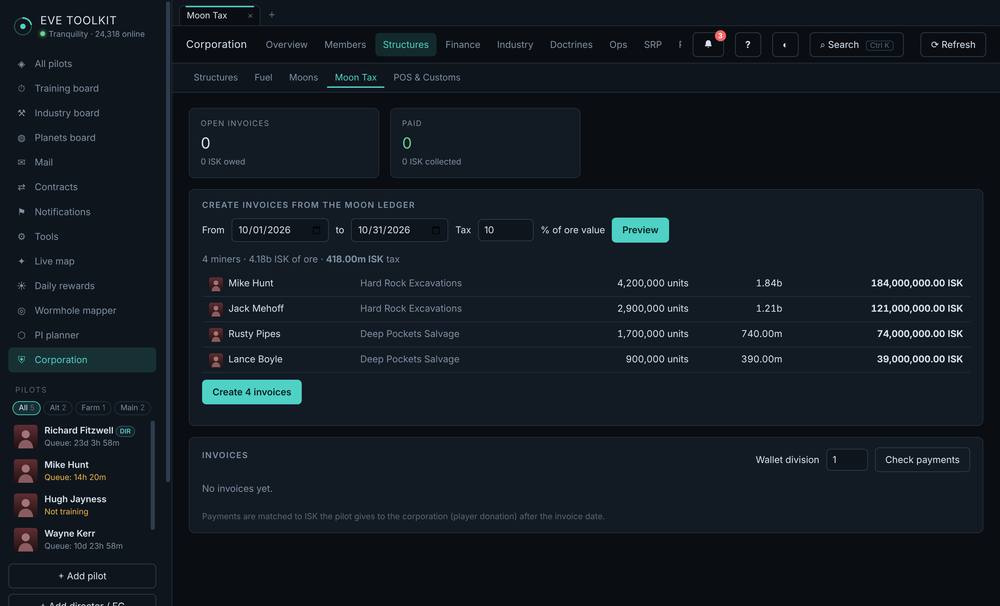 EVE TOOLKIT
Tranquility · 24,318 online
All pilots
Training board
Industry board
Planets board
Mail
Contracts
Notifications
Tools
Live map
Daily rewards
Wormhole mapper
PI planner
Corporation
PILOTS
All 5 Alt 2 Farm 1 Main 2
Richard Fitzwell DIR
Queue: 23d 3h 58m
Mike Hunt
Queue: 14h 20m
Hugh Jayness
Not training
Wayne Kerr
Queue: 10d 23h 58m
+ Add pilot
+ Add director / FC
Moon Tax × +
Corporation Overview Members Structures Finance Industry Doctrines Ops SRP 3 ? Search Ctrl K Refresh
Structures Fuel Moons Moon Tax POS & Customs
OPEN INVOICES
0
0 ISK owed
PAID
0
0 ISK collected
CREATE INVOICES FROM THE MOON LEDGER
From 10/01/2026 to 10/31/2026 Tax 10 % of ore value Preview
4 miners · 4.18b ISK of ore · 418.00m ISK tax
Mike Hunt Hard Rock Excavations 4,200,000 units 1.84b 184,000,000.00 ISK
Jack Mehoff Hard Rock Excavations 2,900,000 units 1.21b 121,000,000.00 ISK
Rusty Pipes Deep Pockets Salvage 1,700,000 units 740.00m 74,000,000.00 ISK
Lance Boyle Deep Pockets Salvage 900,000 units 390.00m 39,000,000.00 ISK
Create 4 invoices
INVOICES Wallet division 1 Check payments
No invoices yet.
Payments are matched to ISK the pilot gives to the corporation (player donation) after the invoice date.